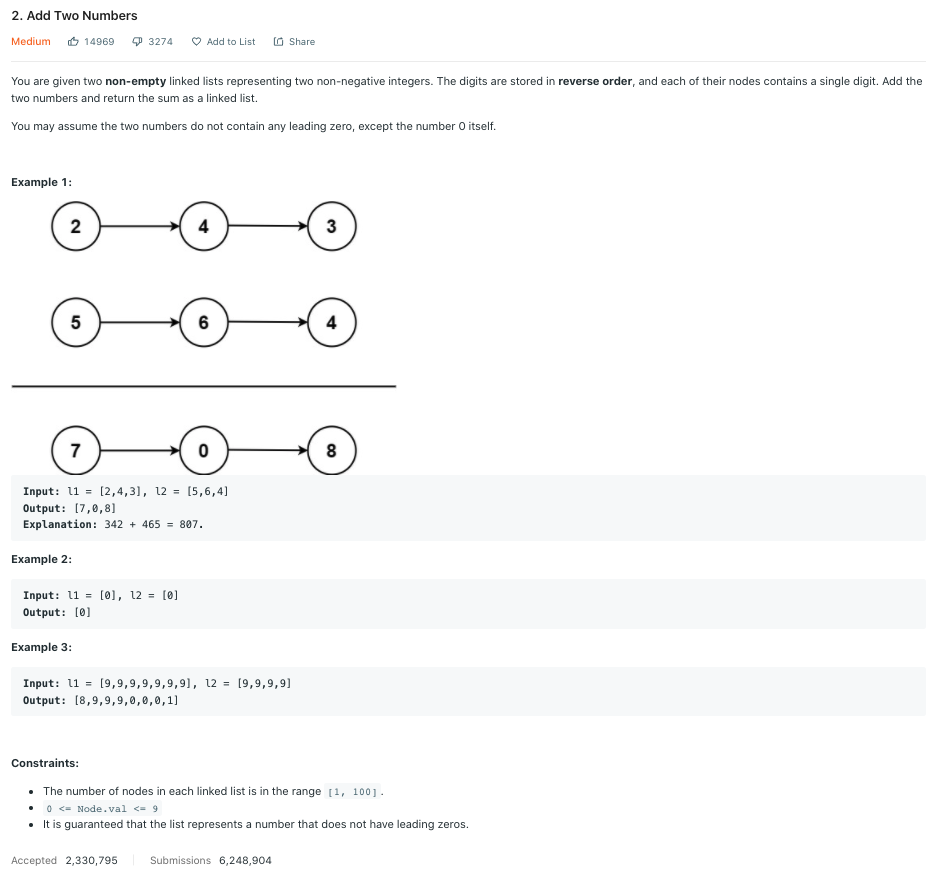 2. Add Two Numbers
Medium 14969 3274 Add to List Share
You are given two non-empty linked lists representing two non-negative integers. The digits are stored in reverse order, and each of their nodes contains a single digit. Add the
two numbers and return the sum as a linked list.
You may assume the two numbers do not contain any leading zero, except the number 0 itself.
Example 1:
2 4 3
5 6 4
7 0 8
Input: l1 = [2,4,3], l2 = [5,6,4]
Output: [7,0,8]
Explanation: 342 + 465 = 807.
Example 2:
Input: l1 = [0], l2 = [0]
Output: [0]
Example 3:
Input: l1 = [9,9,9,9,9,9,9], l2 = [9,9,9,9]
Output: [8,9,9,9,0,0,0,1]
Constraints:
• The number of nodes in each linked list is in the range [1, 100].
• 0 <= Node.val <= 9
• It is guaranteed that the list represents a number that does not have leading zeros.
Accepted 2,330,795 Submissions 6,248,904